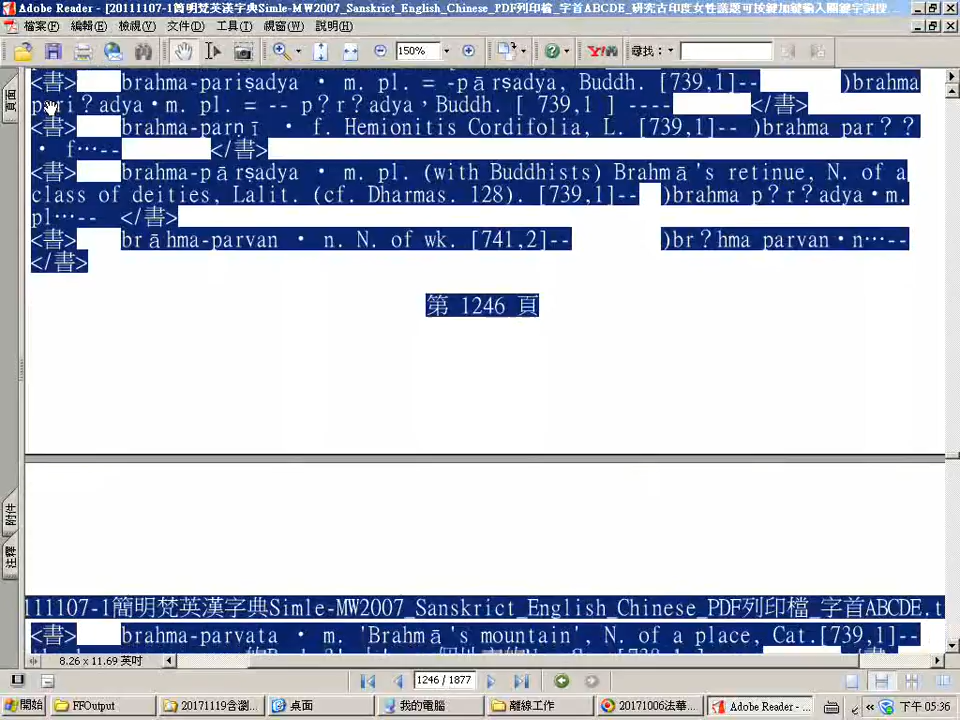 Adobe Reader - [20111107-1簡明梵英漢字典Simle-MW2007_Sanskrict_English_Chinese_PDF列印檔_字首ABCDE_研究古印度女性議題可按鍵加鍵輸入關鍵字詞搜...
檔案(F) 編輯(E) 檢視(V) 文件(D) 工具(T) 視窗(W) 說明(H)
150% 尋找：
頁面
<書> brahma-pariṣadya • m. pl. = -pārṣadya, Buddh. [739,1]-- )brahma
pari？adya•m. pl. = -- p？r？adya，Buddh. [ 739,1 ] ---- </書>
<書> brahma-parṇī • f. Hemionitis Cordifolia, L. [739,1]-- )brahma par？？
• f…-- </書>
<書> brahma-pārṣadya • m. pl. (with Buddhists) Brahmā's retinue, N. of a
class of deities, Lalit. (cf. Dharmas. 128). [739,1]-- )brahma p？r？adya•m.
pl…-- </書>
<書> brāhma-parvan • n. N. of wk. [741,2]-- )br？hma parvan•n…--
</書>
第 1246 頁
附件
注釋
111107-1簡明梵英漢字典Simle-MW2007_Sanskrict_English_Chinese_PDF列印檔_字首ABCDE.t
<書> brahma-parvata • m. 'Brahmā's mountain', N. of a place, Cat.[739,1]--
8.26 x 11.69 英吋
1246 / 1877
開始 FFOutput 20171119含瀏... 桌面 我的電腦 離線工作 20171006法華... Adobe Reader - ... 下午 05:36